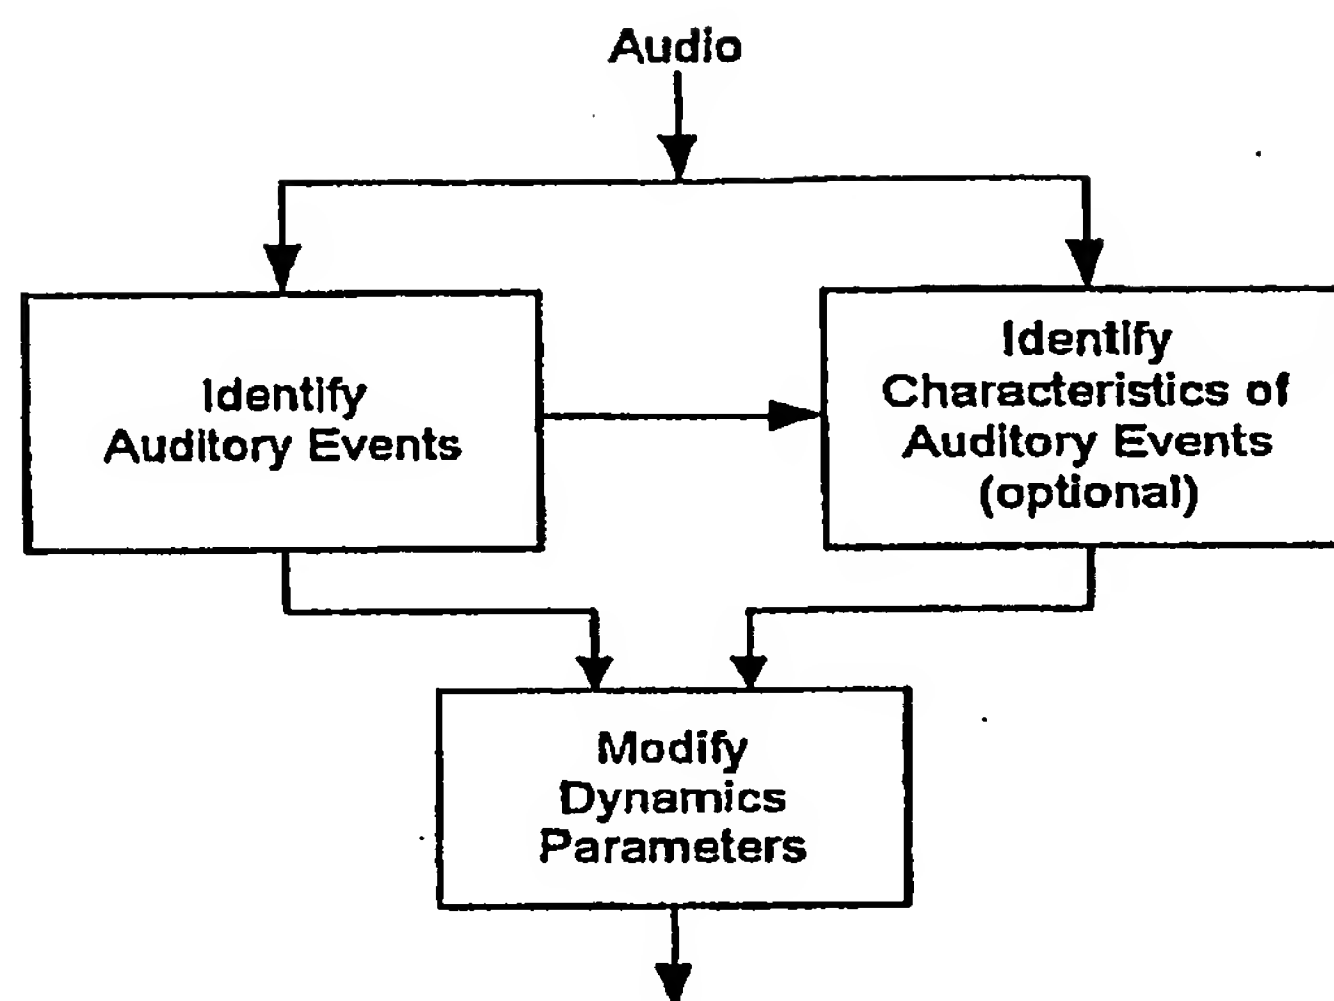 Audio
Identify
Auditory Events
Identify
Characteristics of
Auditory Events
(optional)
Modify
Dynamics
Parameters